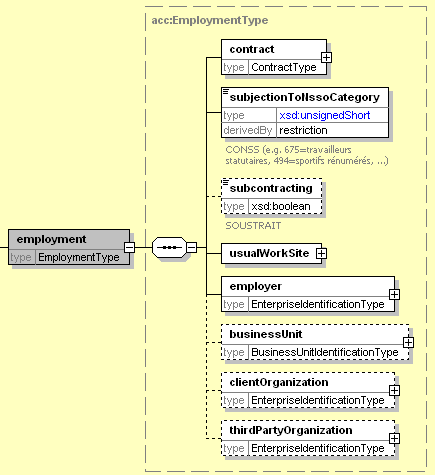 acc:EmploymentType
contract
type ContractType
subjectionToNssoCategory
type xsd:unsignedShort
derivedBy restriction
CONSS (e.g. 675=travailleurs
statutaires, 494=sportifs rénumérés, ...)
subcontracting
type xsd:boolean
SOUSTRAIT
employment
type EmploymentType
usualWorkSite
employer
type EnterpriseIdentificationType
businessUnit
type BusinessUnitIdentificationType
clientOrganization
type EnterpriseIdentificationType
thirdPartyOrganization
type EnterpriseIdentificationType